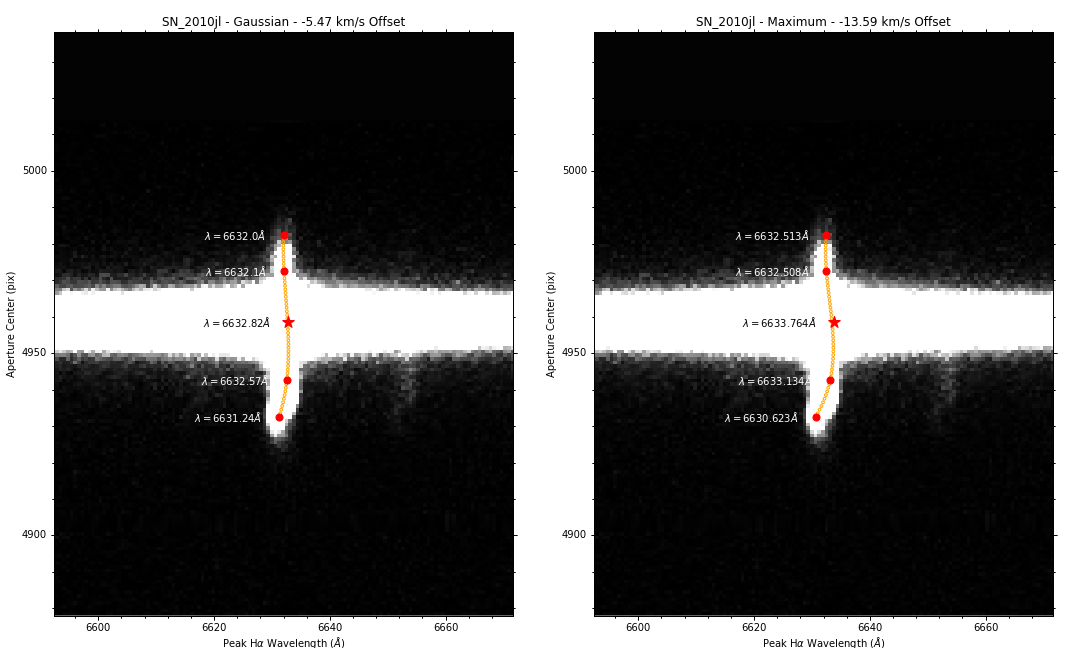 SN_2010jl - Gaussian - -5.47 km/s Offset
5000
4950
4900
Aperture Center (pix)
λ = 6632.0Å
λ = 6632.1Å
λ = 6632.82Å
λ = 6632.57Å
λ = 6631.24Å
6600 6620 6640 6660
Peak Hα Wavelength (Å)
SN_2010jl - Maximum - -13.59 km/s Offset
5000
4950
4900
Aperture Center (pix)
λ = 6632.513Å
λ = 6632.508Å
λ = 6633.764Å
λ = 6633.134Å
λ = 6630.623Å
6600 6620 6640 6660
Peak Hα Wavelength (Å)